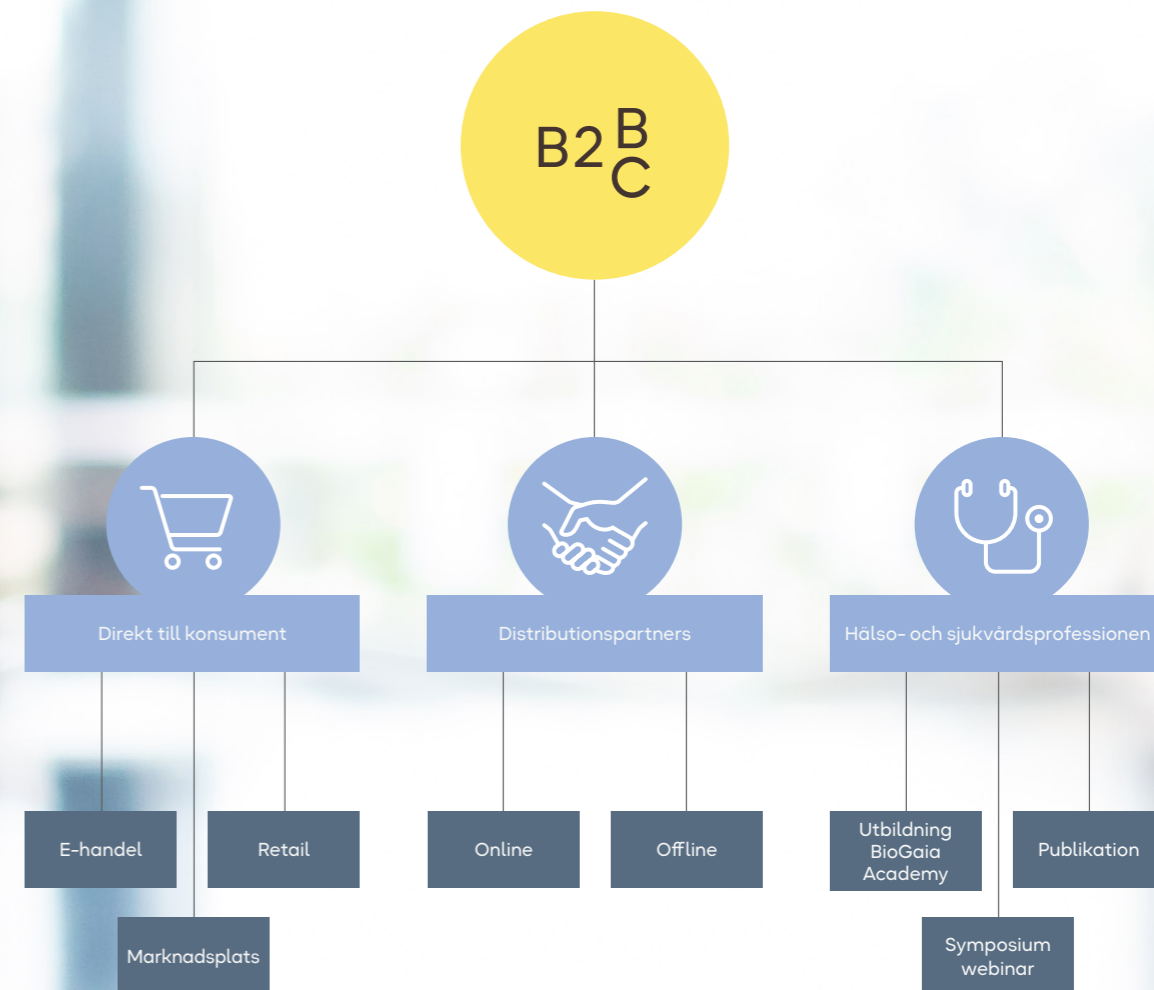 B2B
C
Direkt till konsument
Distributionspartners
Hälso- och sjukvårdsprofessionen
E-handel
Retail
Online
Offline
Utbildning
BioGaia
Academy
Publikation
Marknadsplats
Symposium
webinar